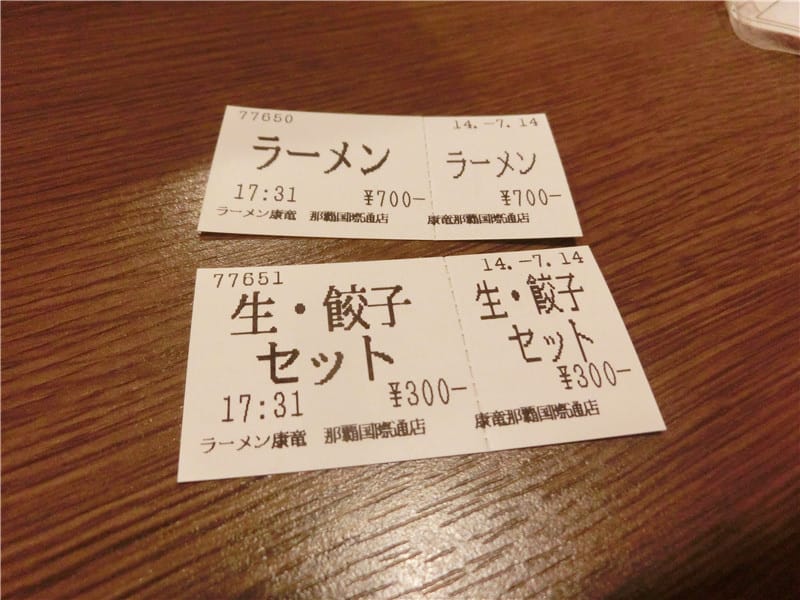 77650
ラーメン
17:31 ¥700-
ラーメン康竜 那覇国際通店
14.-7.14
ラーメン
¥700-
康竜那覇国際通店
77651
生・餃子
セット
17:31 ¥300-
ラーメン康竜 那覇国際通店
14.-7.14
生・餃子
セット
¥300-
康竜那覇国際通店